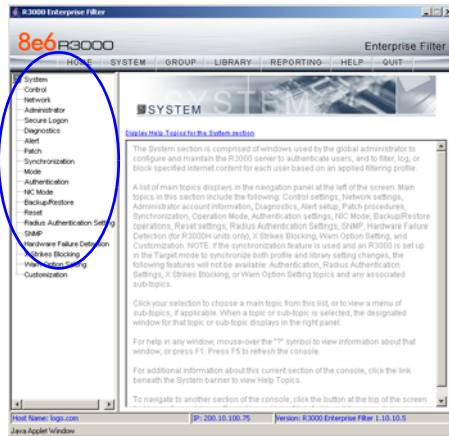 R3000 Enterprise Filter
8e6 R3000
Enterprise Filter
HOME SYSTEM GROUP LIBRARY REPORTING HELP QUIT
System
Control
Network
Administrator
Secure Logon
Diagnostics
Alert
Patch
Synchronization
Mode
Authentication
NIC Mode
Backup/Restore
Reset
Radius Authentication Setting
SNMP
Hardware Failure Detection
X Strikes Blocking
Warn Option Setting
Customization
SYSTEM
Display Help Topics for the System section
The System section is comprised of windows used by the global administrator to
configure and maintain the R3000 server to authenticate users, and to filter, log, or
block specified Internet content for each user based on an applied filtering profile.
A list of main topics displays in the navigation panel at the left of the screen. Main
topics in this section include the following: Control settings, Network settings,
Administrator account information, Diagnostics, Alert setup, Patch procedures,
Synchronization, Operation Mode, Authentication settings, NIC Mode, Backup/Restore
operations, Reset settings, Radius Authentication Settings, SNMP, Hardware Failure
Detection (for R3000H units only), X Strikes Blocking, Warn Option Setting, and
Customization. NOTE: If the synchronization feature is used and an R3000 is set up
in the Target mode to synchronize both profile and library setting changes, the
following features will not be available: Authentication, Radius Authentication
Settings, X Strikes Blocking, or Warn Option Setting topics and any associated
sub-topics.
Click your selection to choose a main topic from this list, or to view a menu of
sub-topics, if applicable. When a topic or sub-topic is selected, the designated
window for that topic or sub-topic displays in the right panel.
For help in any window, mouse-over the "?" symbol to view information about that
window, or press F1. Press F5 to refresh the console.
For additional information about this current section of the console, click the link
beneath the System banner to view Help Topics.
To navigate to another section of the console, click the button at the top of the screen
Host Name: logo.com IP: 200.10.100.75 Version: R3000 Enterprise Filter 1.10.10.5
Java Applet Window